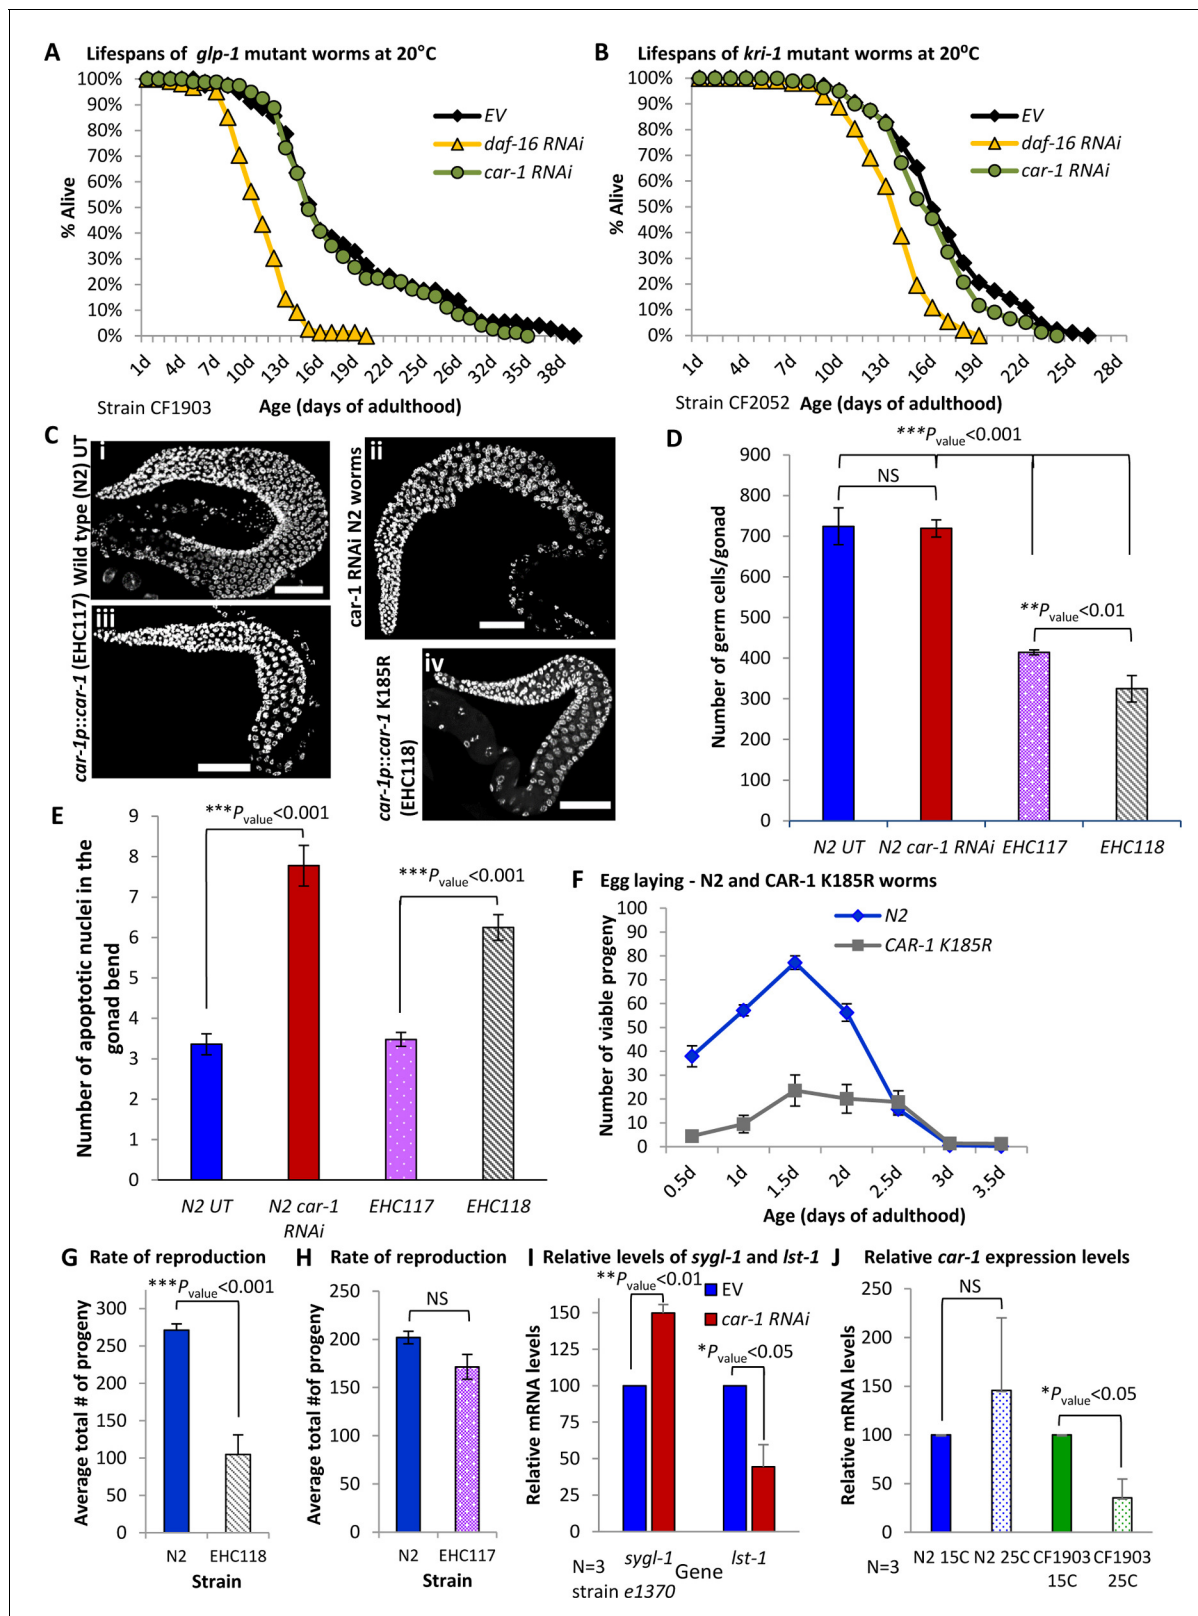 A Lifespans of glp-1 mutant worms at 20°C
100%
90%
80%
70%
60%
50%
40%
30%
20%
10%
0%
% Alive
EV
daf-16 RNAi
car-1 RNAi
1d 4d 7d 10d 13d 16d 19d 22d 25d 28d 32d 35d 38d
Strain CF1903 Age (days of adulthood)
B Lifespans of kri-1 mutant worms at 20°C
100%
90%
80%
70%
60%
50%
40%
30%
20%
10%
0%
% Alive
EV
daf-16 RNAi
car-1 RNAi
1d 4d 7d 10d 13d 16d 19d 22d 25d 28d
Strain CF2052 Age (days of adulthood)
C
Wild type (N2) UT
i
car-1 RNAi N2 worms
ii
car-1p::car-1 (EHC117)
iii
car-1p::car-1 K185R
(EHC118)
iv
D
***Pvalue<0.001
NS
**Pvalue<0.01
900
800
700
600
500
400
300
200
100
0
Number of germ cells/gonad
N2 UT N2 car-1 RNAi EHC117 EHC118
E
***Pvalue<0.001
***Pvalue<0.001
9
8
7
6
5
4
3
2
1
0
Number of apoptotic nuclei in the
gonad bend
N2 UT N2 car-1 EHC117 EHC118
RNAi
F Egg laying - N2 and CAR-1 K185R worms
100
90
80
70
60
50
40
30
20
10
0
Number of viable progeny
N2
CAR-1 K185R
0.5d 1d 1.5d 2d 2.5d 3d 3.5d
Age (days of adulthood)
G Rate of reproduction
***Pvalue<0.001
300
250
200
150
100
50
0
Average total # of progeny
N2 EHC118
Strain
H Rate of reproduction
NS
250
200
150
100
50
0
Average total #of progeny
N2 EHC117
Strain
I Relative levels of sygl-1 and lst-1
**Pvalue<0.01
EV
car-1 RNAi
*Pvalue<0.05
150
125
100
75
50
25
0
Relative mRNA levels
sygl-1 Gene lst-1
N=3
strain e1370
J Relative car-1 expression levels
NS
*Pvalue<0.05
250
200
150
100
50
0
Relative mRNA levels
N2 15C N2 25C CF1903 CF1903
15C 25C
N=3